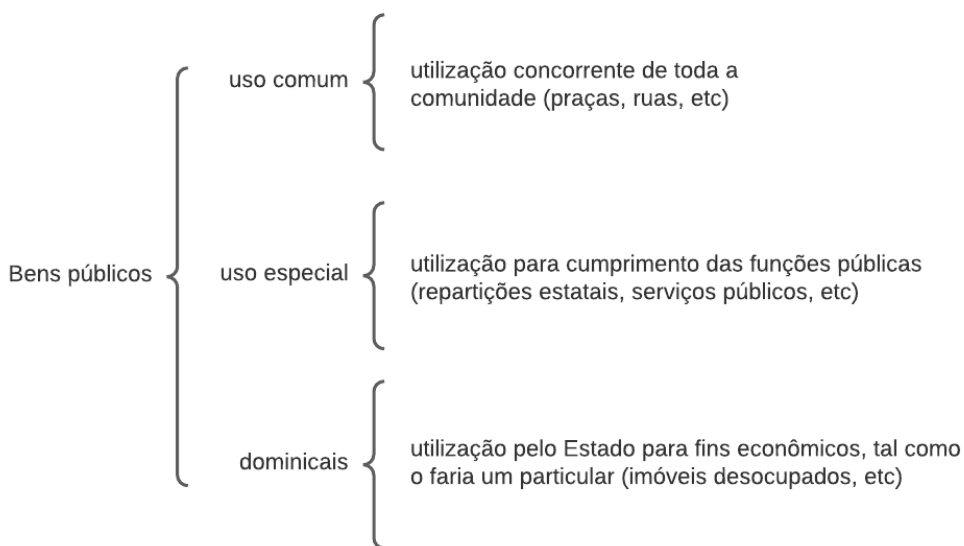 uso comum
utilização concorrente de toda a
comunidade (praças, ruas, etc)
Bens públicos
uso especial
utilização para cumprimento das funções públicas
(repartições estatais, serviços públicos, etc)
dominicais
utilização pelo Estado para fins econômicos, tal como
o faria um particular (imóveis desocupados, etc)